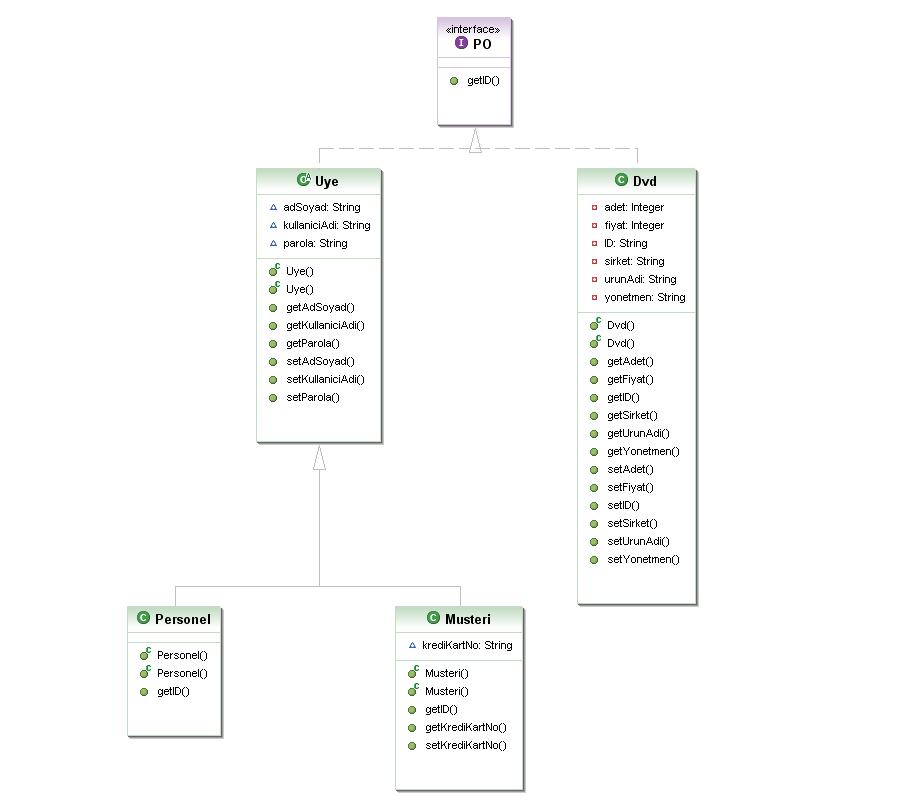 «interface»
PO
getID()
Uye
adSoyad: String
kullaniciAdi: String
parola: String
Uye()
Uye()
getAdSoyad()
getKullaniciAdi()
getParola()
setAdSoyad()
setKullaniciAdi()
setParola()
Dvd
adet: Integer
fiyat: Integer
ID: String
sirket: String
urunAdi: String
yonetmen: String
Dvd()
Dvd()
getAdet()
getFiyat()
getID()
getSirket()
getUrunAdi()
getYonetmen()
setAdet()
setFiyat()
setID()
setSirket()
setUrunAdi()
setYonetmen()
Personel
Personel()
Personel()
getID()
Musteri
krediKartNo: String
Musteri()
Musteri()
getID()
getKrediKartNo()
setKrediKartNo()